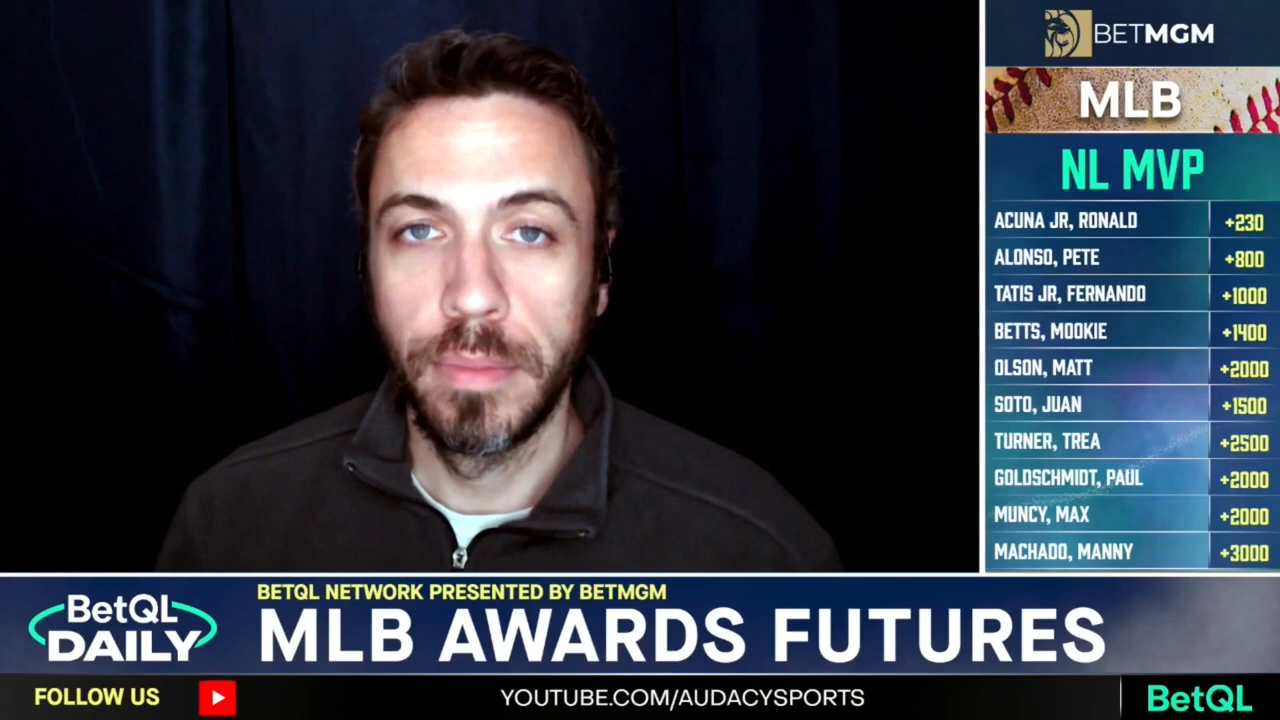 BETMGM
MLB
NL MVP
ACUNA JR, RONALD +230
ALONSO, PETE +800
TATIS JR, FERNANDO +1000
BETTS, MOOKIE +1400
OLSON, MATT +2000
SOTO, JUAN +1500
TURNER, TREA +2500
GOLDSCHMIDT, PAUL +2000
MUNCY, MAX +2000
MACHADO, MANNY +3000
BETQL NETWORK PRESENTED BY BETMGM
BetQL
DAILY
MLB AWARDS FUTURES
FOLLOW US
YOUTUBE.COM/AUDACYSPORTS
BetQL